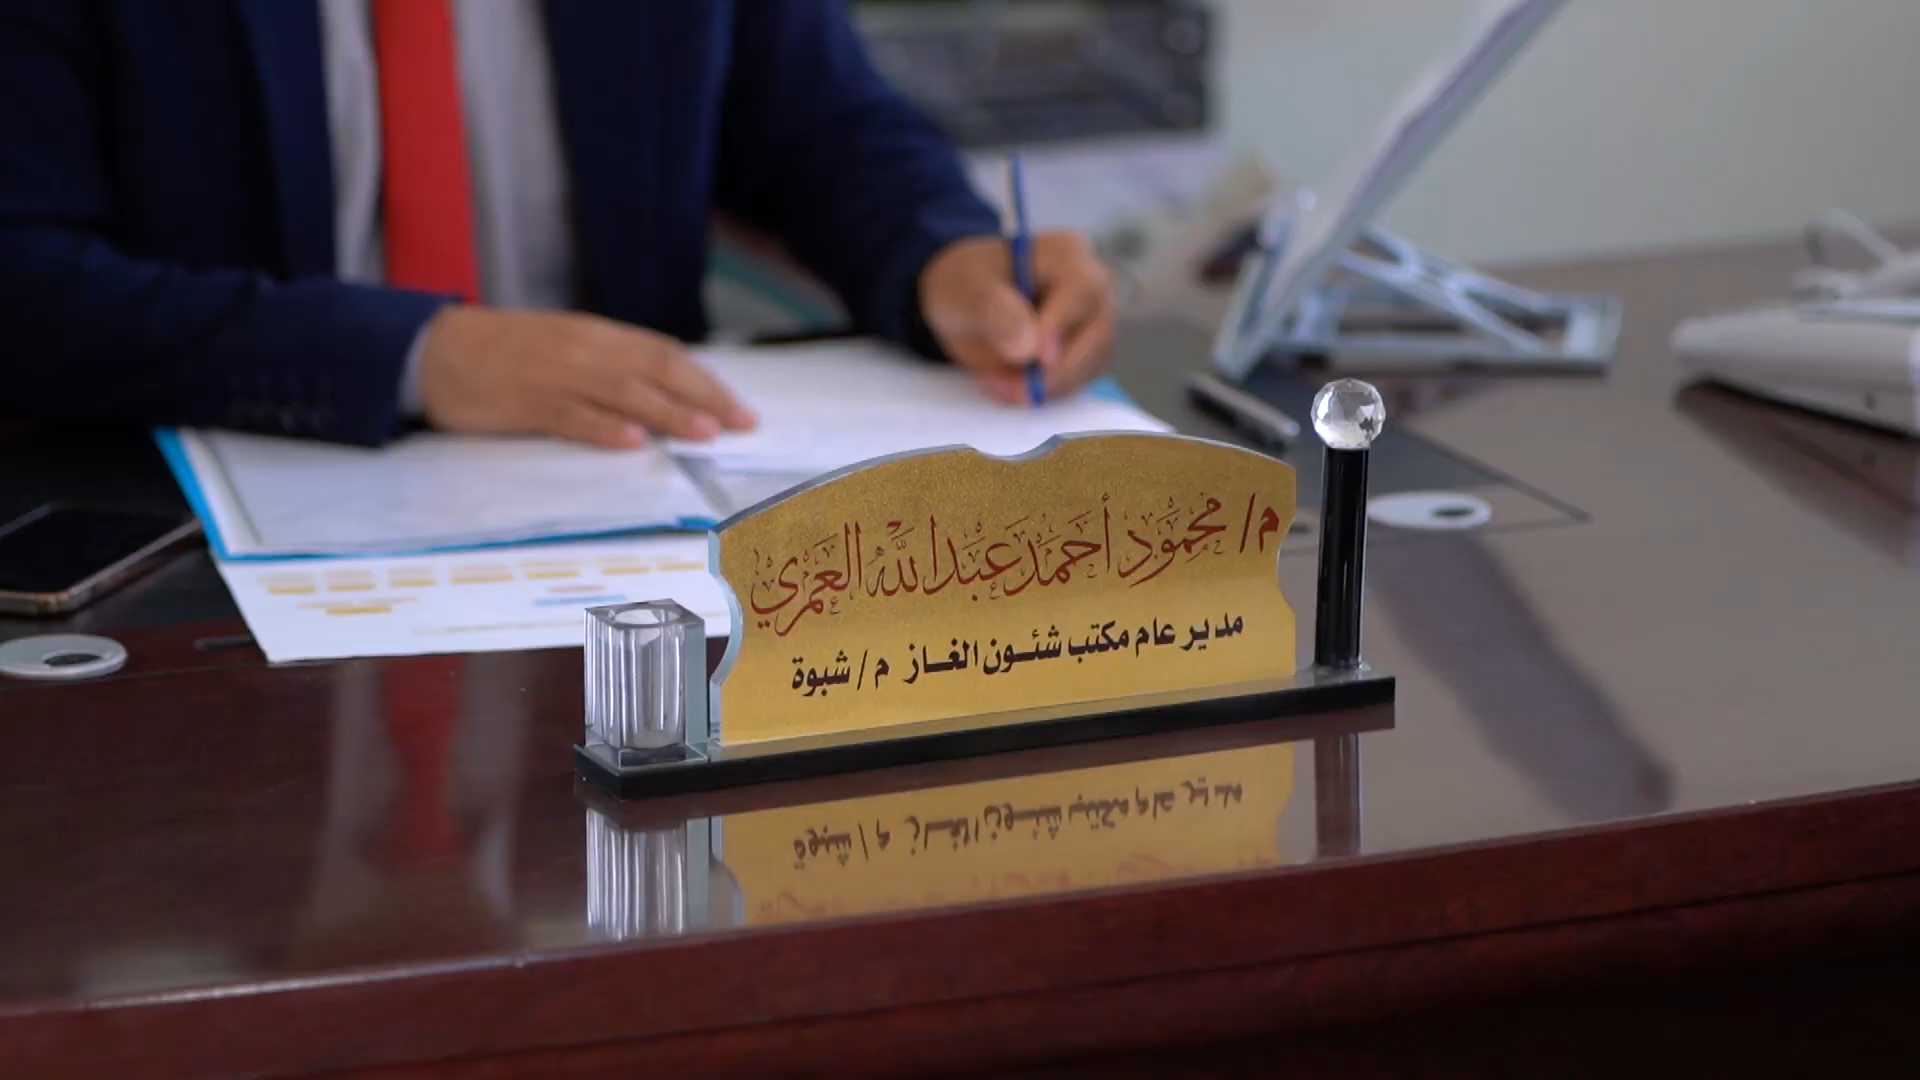 م/ محمود أحمد عبدالله العمري
مدير عام مكتب شئون الغاز م/شبوة